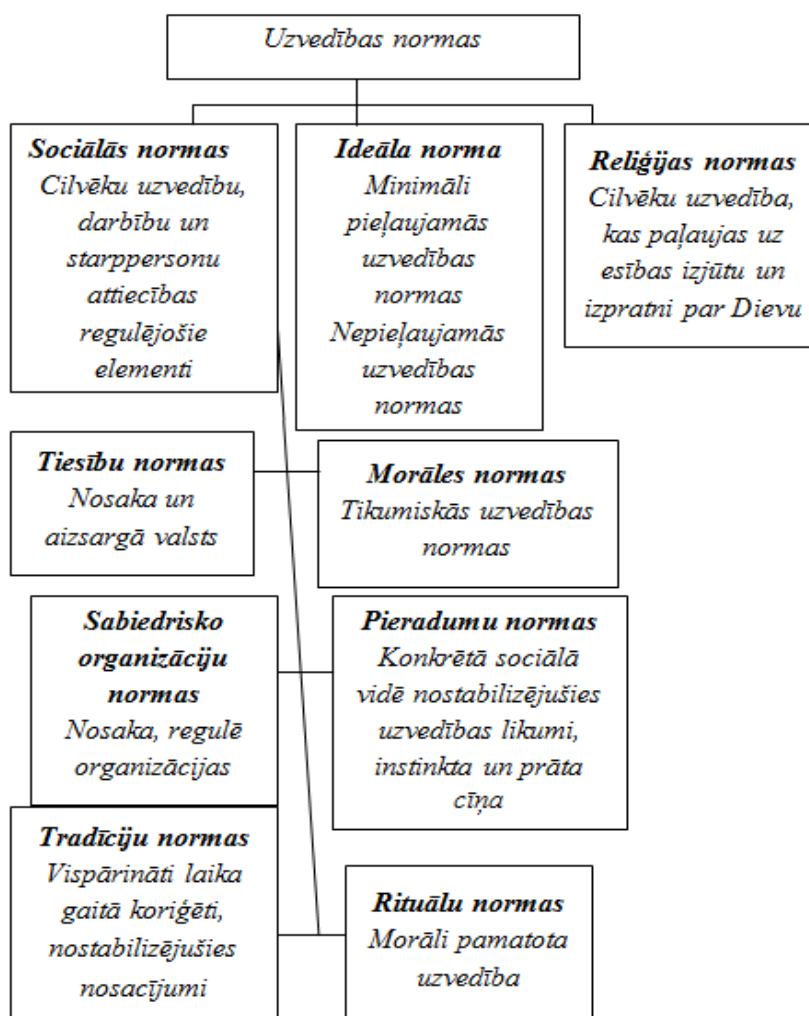 Uzvedības normas
Sociālās normas
Cilvēku uzvedību,
darbību un
starppersonu
attiecības
regulējošie
elementi
Ideāla norma
Minimāli
pieļaujamās
uzvedības
normas
Nepieļaujamās
uzvedības
normas
Reliģijas normas
Cilvēku uzvedība,
kas paļaujas uz
esības izjūtu un
izpratni par Dievu
Tiesību normas
Nosaka un
aizsargā valsts
Morāles normas
Tikumiskās uzvedības
normas
Sabiedrisko
organizāciju
normas
Nosaka, regulē
organizācijas
Pieradumu normas
Konkrētā sociālā
vidē nostabilizējušies
uzvedības likumi,
instinkta un prāta
cīņa
Tradīciju normas
Vispārināti laika
gaitā koriģēti,
nostabilizējušies
nosacījumi
Rituālu normas
Morāli pamatota
uzvedība